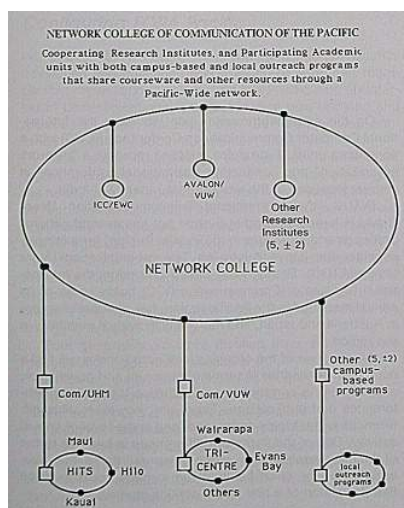 NETWORK COLLEGE OF COMMUNICATION OF THE PACIFIC
Cooperating Research Institutes, and Participating Academic
units with both campus-based and local outreach programs
that share courseware and other resources through a
Pacific-Wide network.
ICC/EWC
AVALON/
VUW
Other
Research
Institutes
(5, ± 2)
NETWORK COLLEGE
Com/UHM
Com/VUW
Other (5,±2)
campus-
based
programs
Maui
HITS
Hilo
Kauai
Wairarapa
TRI-
CENTRE
Evans
Bay
Others
local
outreach
programs